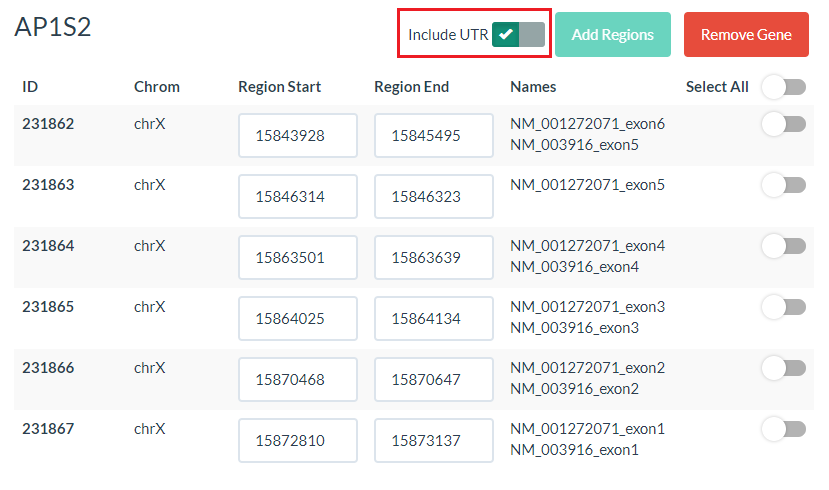 AP1S2
Include UTR
Add Regions
Remove Gene
ID Chrom Region Start Region End Names Select All
231862 chrX 15843928 15845495 NM_001272071_exon6
NM_003916_exon5
231863 chrX 15846314 15846323 NM_001272071_exon5
231864 chrX 15863501 15863639 NM_001272071_exon4
NM_003916_exon4
231865 chrX 15864025 15864134 NM_001272071_exon3
NM_003916_exon3
231866 chrX 15870468 15870647 NM_001272071_exon2
NM_003916_exon2
231867 chrX 15872810 15873137 NM_001272071_exon1
NM_003916_exon1